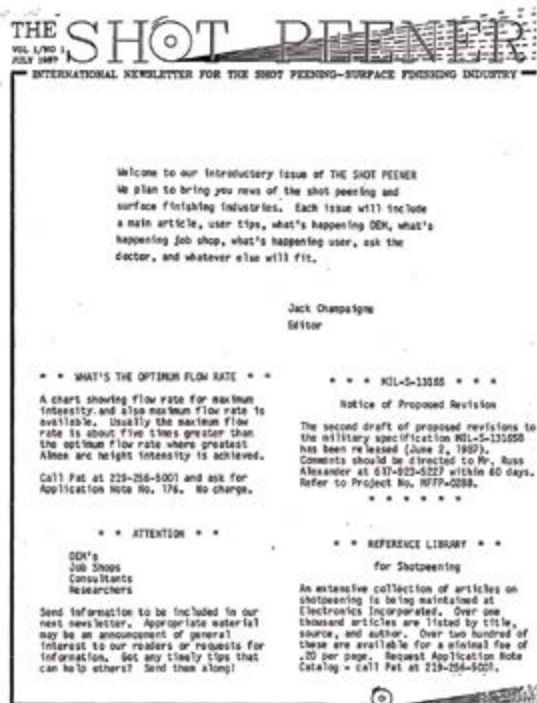 THE SHOT PEENER
VOL 1/NO 1
JULY 1987
INTERNATIONAL NEWSLETTER FOR THE SHOT PEENING-SURFACE FINISHING INDUSTRY
Welcome to our introductory issue of THE SHOT PEENER
We plan to bring you news of the shot peening and
surface finishing industries. Each issue will include
a main article, user tips, what's happening OEM, what's
happening job shop, what's happening user, ask the
doctor, and whatever else will fit.
Jack Champaigne
Editor
* * WHAT'S THE OPTIMUM FLOW RATE * *
A chart showing flow rate for maximum
intensity and also maximum flow rate is
available. Usually the maximum flow
rate is about five times greater than
the optimum flow rate where greatest
Almen arc height intensity is achieved.
Call Pat at 219-256-5001 and ask for
Application Note No. 176. No charge.
* * ATTENTION * *
OEM's
Job Shops
Consultants
Researchers
Send information to be included in our
next newsletter. Appropriate material
may be an announcement of general
interest to our readers or requests for
information. Got any timely tips that
can help others? Send them along!
* * * MIL-S-13165 * * *
Notice of Proposed Revision
The second draft of proposed revisions to
the military specification MIL-S-13165B
has been released (June 2, 1987).
Comments should be directed to Mr. Russ
Alexander at 617-923-5227 within 60 days.
Refer to Project No. MFFP-0288.
* * * * * *
* * REFERENCE LIBRARY * *
for Shotpeening
An extensive collection of articles on
shotpeening is being maintained at
Electronics Incorporated. Over one
thousand articles are listed by title,
source, and author. Over two hundred of
these are available for a minimal fee of
.20 per page. Request Application Note
Catalog - call Pat at 219-256-5001.